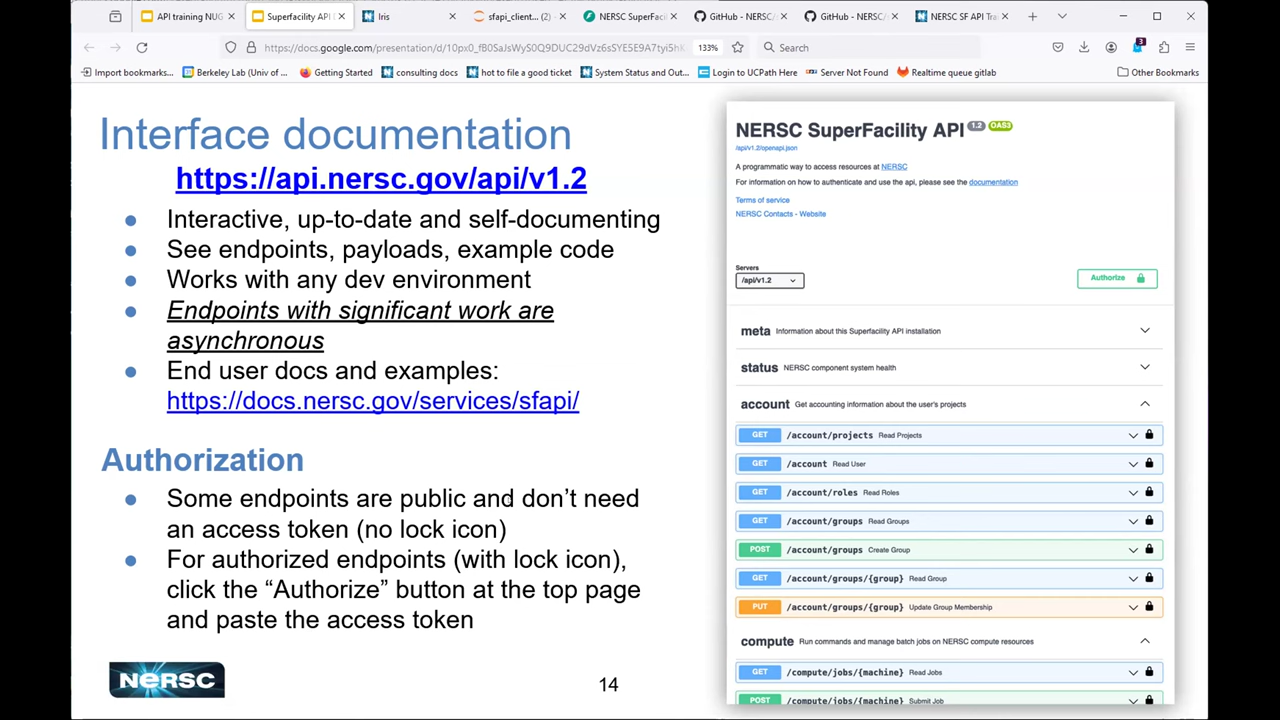 API training NUG
Superfacility API D
Iris
sfapi_client... (2)
NERSC SuperFaci
GitHub - NERSC/
GitHub - NERSC/
NERSC SF API Tra
https://docs.google.com/presentation/d/
133%
Search
3
Import bookmarks...
Berkeley Lab (Univ of ...
Getting Started
consulting docs
hot to file a good ticket
System Status and Out...
Login to UCPath Here
Server Not Found
Realtime queue gitlab
Other Bookmarks
Interface documentation
https://api.nersc.gov/api/v1.2
● Interactive, up-to-date and self-documenting
● See endpoints, payloads, example code
● Works with any dev environment
● Endpoints with significant work are
asynchronous
● End user docs and examples:
https://docs.nersc.gov/services/sfapi/
Authorization
● Some endpoints are public and don’t need
an access token (no lock icon)
● For authorized endpoints (with lock icon),
click the “Authorize” button at the top page
and paste the access token
NERSC
14
NERSC SuperFacility API 1.2 OAS3
/api/v1.2/openapi.json
A programmatic way to access resources at NERSC
For information on how to authenticate and use the api, please see the documentation
Terms of service
NERSC Contacts - Website
Servers
/api/v1.2
Authorize
meta Information about this Superfacility API installation
status NERSC component system health
account Get accounting information about the user's projects
GET /account/projects Read Projects
GET /account Read User
GET /account/roles Read Roles
GET /account/groups Read Groups
POST /account/groups Create Group
GET /account/groups/{group} Read Group
PUT /account/groups/{group} Update Group Membership
compute Run commands and manage batch jobs on NERSC compute resources
GET /compute/jobs/{machine} Read Jobs
POST /compute/jobs/{machine} Submit Job